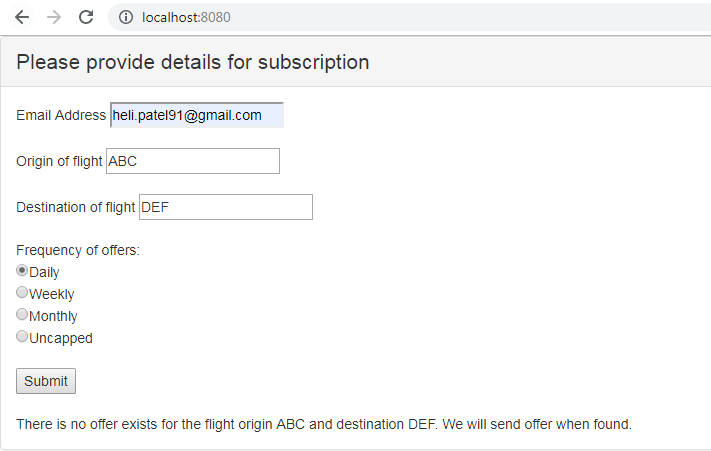 localhost:8080
Please provide details for subscription
Email Address heli.patel91@gmail.com
Origin of flight ABC
Destination of flight DEF
Frequency of offers:
Daily
Weekly
Monthly
Uncapped
Submit
There is no offer exists for the flight origin ABC and destination DEF. We will send offer when found.